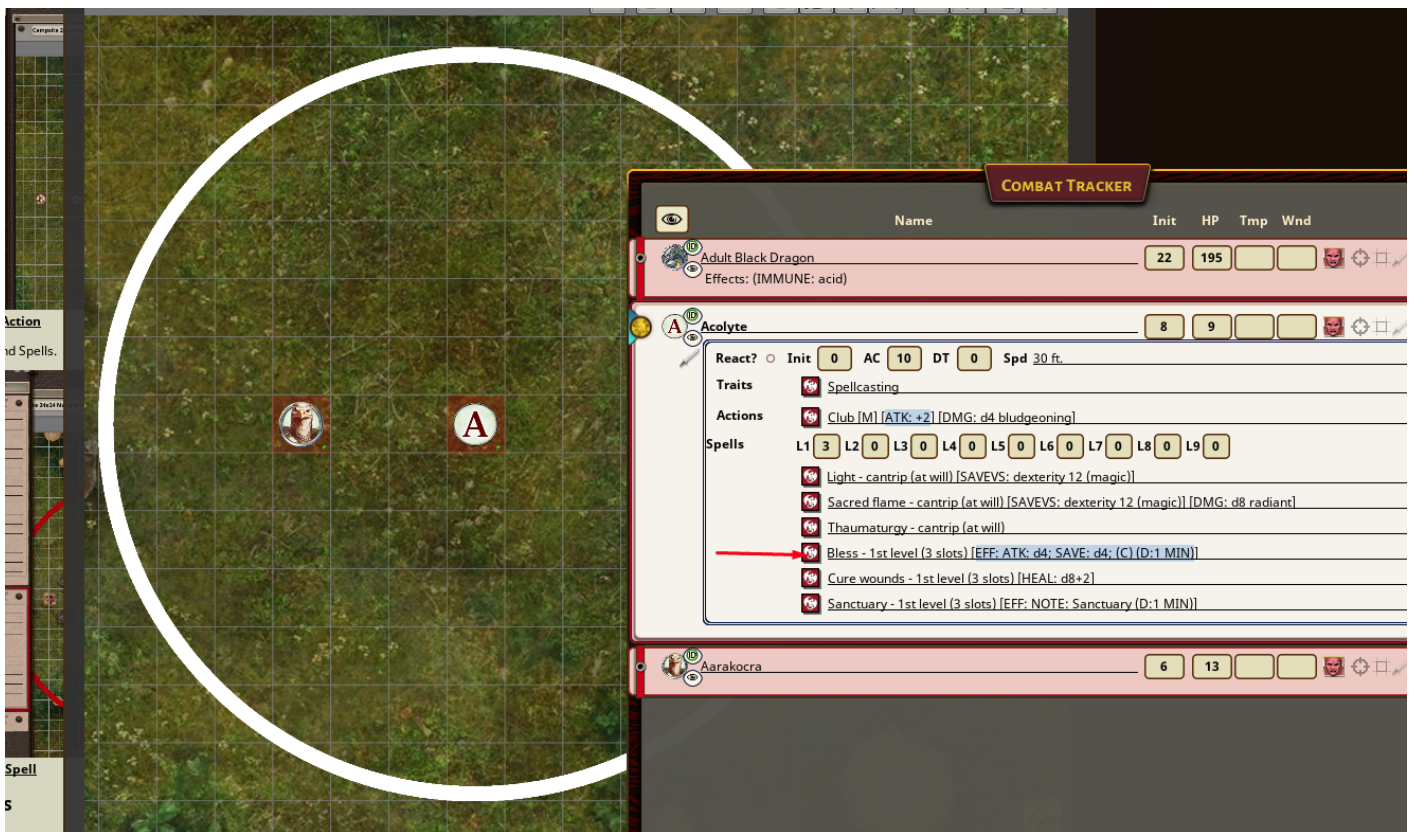 Action
nd Spells.
Spell
s
A
COMBAT TRACKER
Name Init HP Tmp Wnd
ID Adult Black Dragon 22 195
Effects: (IMMUNE: acid)
A ID Acolyte 8 9
React? Init 0 AC 10 DT 0 Spd 30 ft.
Traits Spellcasting
Actions Club [M] [ATK: +2] [DMG: d4 bludgeoning]
Spells L1 3 L2 0 L3 0 L4 0 L5 0 L6 0 L7 0 L8 0 L9 0
Light - cantrip (at will) [SAVEVS: dexterity 12 (magic)]
Sacred flame - cantrip (at will) [SAVEVS: dexterity 12 (magic)] [DMG: d8 radiant]
Thaumaturgy - cantrip (at will)
Bless - 1st level (3 slots) [EFF: ATK: d4; SAVE: d4; (C) (D:1 MIN)]
Cure wounds - 1st level (3 slots) [HEAL: d8+2]
Sanctuary - 1st level (3 slots) [EFF: NOTE: Sanctuary (D:1 MIN)]
ID Aarakocra 6 13